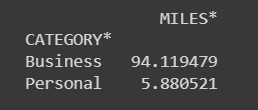 MILES*
CATEGORY*
Business 94.119479
Personal 5.880521